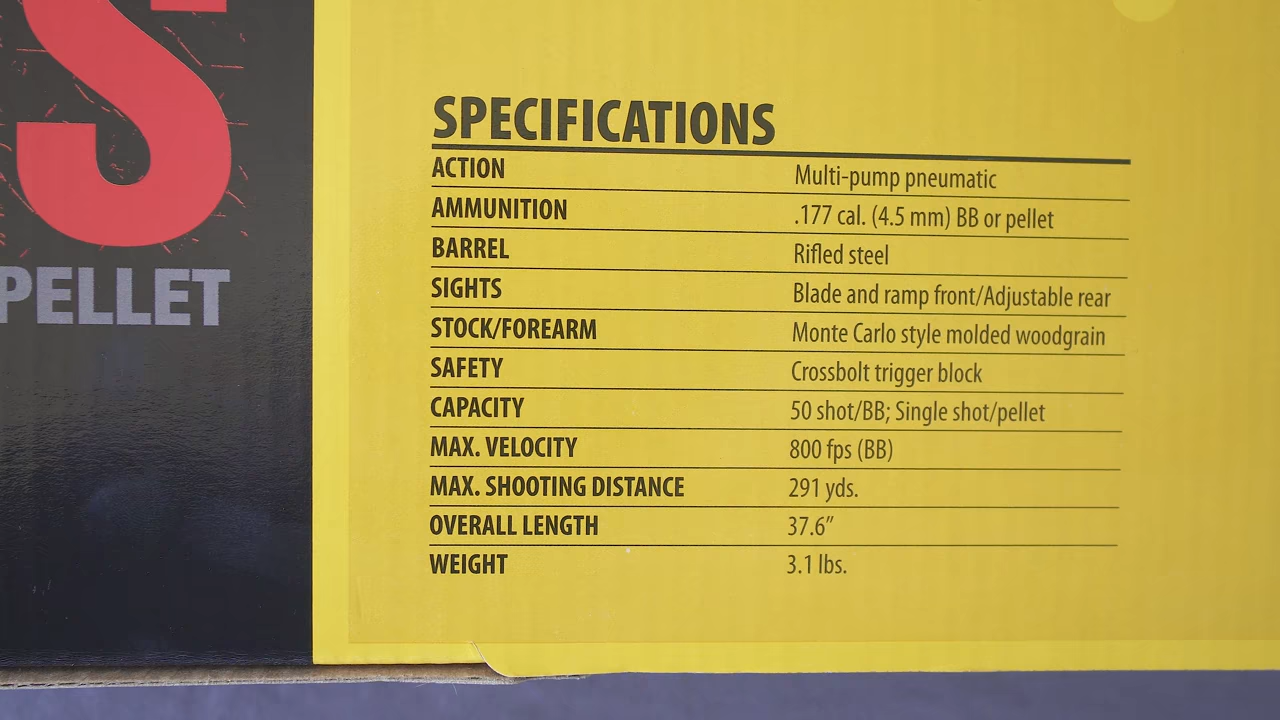 S
PELLET
SPECIFICATIONS
ACTION Multi-pump pneumatic
AMMUNITION .177 cal. (4.5 mm) BB or pellet
BARREL Rifled steel
SIGHTS Blade and ramp front/Adjustable rear
STOCK/FOREARM Monte Carlo style molded woodgrain
SAFETY Crossbolt trigger block
CAPACITY 50 shot/BB; Single shot/pellet
MAX. VELOCITY 800 fps (BB)
MAX. SHOOTING DISTANCE 291 yds.
OVERALL LENGTH 37.6”
WEIGHT 3.1 lbs.